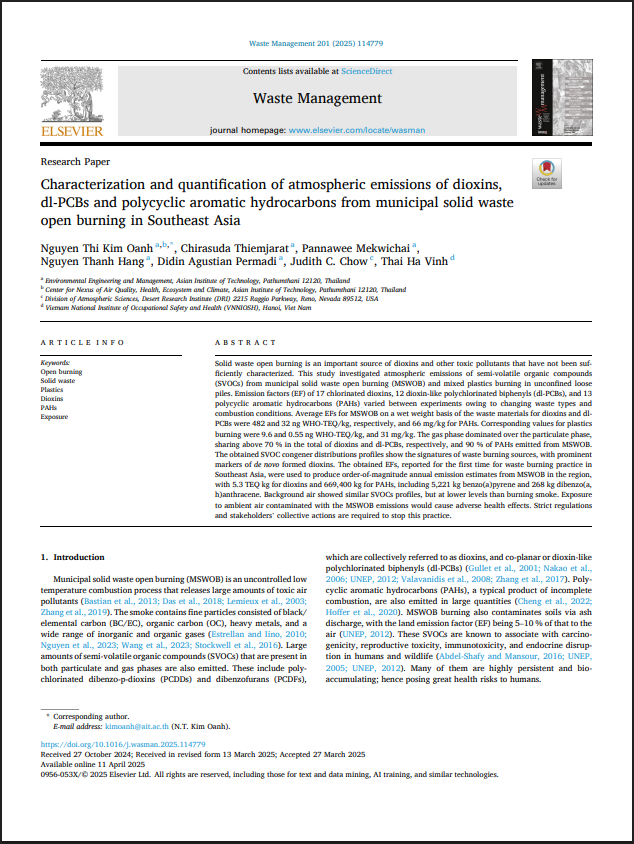 Waste Management 201 (2025) 114779
Contents lists available at ScienceDirect
Waste Management
journal homepage: www.elsevier.com/locate/wasman
ELSEVIER
Research Paper
Check for
updates
Characterization and quantification of atmospheric emissions of dioxins,
dl-PCBs and polycyclic aromatic hydrocarbons from municipal solid waste
open burning in Southeast Asia
Nguyen Thi Kim Oanh a,b,*, Chirasuda Thiemjarat a, Pannawee Mekwichai a,
Nguyen Thanh Hang a, Didin Agustian Permadi a, Judith C. Chow c, Thai Ha Vinh d
a Environmental Engineering and Management, Asian Institute of Technology, Pathumthani 12120, Thailand
b Center for Nexus of Air Quality, Health, Ecosystem and Climate, Asian Institute of Technology, Pathumthani 12120, Thailand
c Division of Atmospheric Sciences, Desert Research Institute (DRI) 2215 Raggio Parkway, Reno, Nevada 89512, USA
d Vietnam National Institute of Occupational Safety and Health (VNNIOSH), Hanoi, Viet Nam
ARTICLE INFO
Keywords:
Open burning
Solid waste
Plastics
Dioxins
PAHs
Exposure
ABSTRACT
Solid waste open burning is an important source of dioxins and other toxic pollutants that have not been suf-
ficiently characterized. This study investigated atmospheric emissions of semi-volatile organic compounds
(SVOCs) from municipal solid waste open burning (MSWOB) and mixed plastics burning in unconfined loose
piles. Emission factors (EF) of 17 chlorinated dioxins, 12 dioxin-like polychlorinated biphenyls (dl-PCBs), and 13
polycyclic aromatic hydrocarbons (PAHs) varied between experiments owing to changing waste types and
combustion conditions. Average EFs for MSWOB on a wet weight basis of the waste materials for dioxins and dl-
PCBs were 482 and 32 ng WHO-TEQ/kg, respectively, and 66 mg/kg for PAHs. Corresponding values for plastics
burning were 9.6 and 0.55 ng WHO-TEQ/kg, and 31 mg/kg. The gas phase dominated over the particulate phase,
sharing above 70 % in the total of dioxins and dl-PCBs, respectively, and 90 % of PAHs emitted from MSWOB.
The obtained SVOC congener distribution profiles show the signatures of waste burning sources, with prominent
markers of de novo formed dioxins. The obtained EFs, reported for the first time for waste burning practice in
Southeast Asia, were used to produce order-of-magnitude annual emission estimates from MSWOB in the region,
with 5.3 TEQ kg for dioxins and 669,400 kg for PAHs, including 5,221 kg benzo(a)pyrene and 268 kg dibenzo(a,
h)anthracene. Background air showed similar SVOCs profiles, but at lower levels than burning smoke. Exposure
to ambient air contaminated with the MSWOB emissions would cause adverse health effects. Strict regulations
and stakeholders' collective actions are required to stop this practice.
1. Introduction
Municipal solid waste open burning (MSWOB) is an uncontrolled low
temperature combustion process that releases large amounts of toxic air
pollutants (Bastian et al., 2013; Das et al., 2018; Lemieux et al., 2003;
Zhang et al., 2019). The smoke contains fine particles consisted of black/
elemental carbon (BC/EC), organic carbon (OC), heavy metals, and a
wide range of inorganic and organic gases (Estrellan and Iino, 2010;
Nguyen et al., 2023; Wang et al., 2023; Stockwell et al., 2016). Large
amounts of semi-volatile organic compounds (SVOCs) that are present in
both particulate and gas phases are also emitted. These include poly-
chlorinated dibenzo-p-dioxins (PCDDs) and dibenzofurans (PCDFs),
which are collectively referred to as dioxins, and co-planar or dioxin-like
polychlorinated biphenyls (dl-PCBs) (Gullet et al., 2001; Nakao et al.,
2006; UNEP, 2012; Valavanidis et al., 2008; Zhang et al., 2017). Poly-
cyclic aromatic hydrocarbons (PAHs), a typical product of incomplete
combustion, are also emitted in large quantities (Cheng et al., 2022;
Hoffer et al., 2020). MSWOB burning also contaminates soils via ash
discharge, with the land emission factor (EF) being 5–10 % of that to the
air (UNEP, 2012). These SVOCs are known to associate with carcino-
genicity, reproductive toxicity, immunotoxicity, and endocrine disrup-
tion in humans and wildlife (Abdel-Shafy and Mansour, 2016; UNEP,
2005; UNEP, 2012). Many of them are highly persistent and bio-
accumulating; hence posing great health risks to humans.
* Corresponding author.
E-mail address: kimoanh@ait.ac.th (N.T. Kim Oanh).
https://doi.org/10.1016/j.wasman.2025.114779
Received 27 October 2024; Received in revised form 13 March 2025; Accepted 27 March 2025
Available online 11 April 2025
0956-053X/© 2025 Elsevier Ltd. All rights are reserved, including those for text and data mining, AI training, and similar technologies.